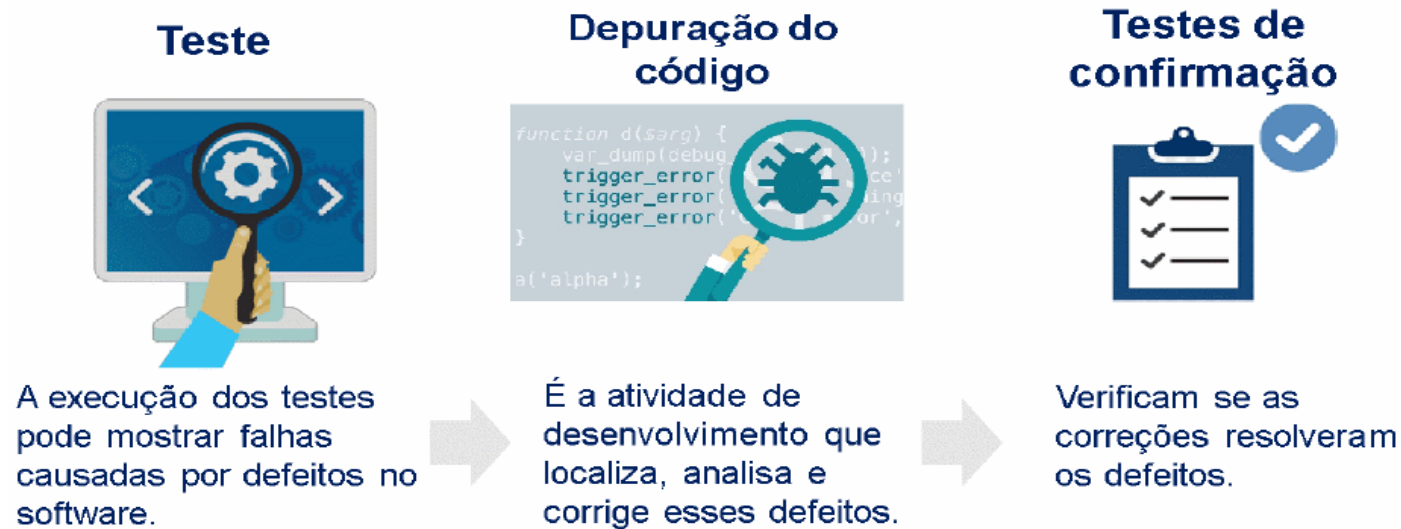 Teste
A execução dos testes
pode mostrar falhas
causadas por defeitos no
software.
Depuração do
código
function d($arg) {
var_dump(debug
trigger_error(
trigger_error(
trigger_error(
}
a('alpha');
É a atividade de
desenvolvimento que
localiza, analisa e
corrige esses defeitos.
Testes de
confirmação
Verificam se as
correções resolveram
os defeitos.